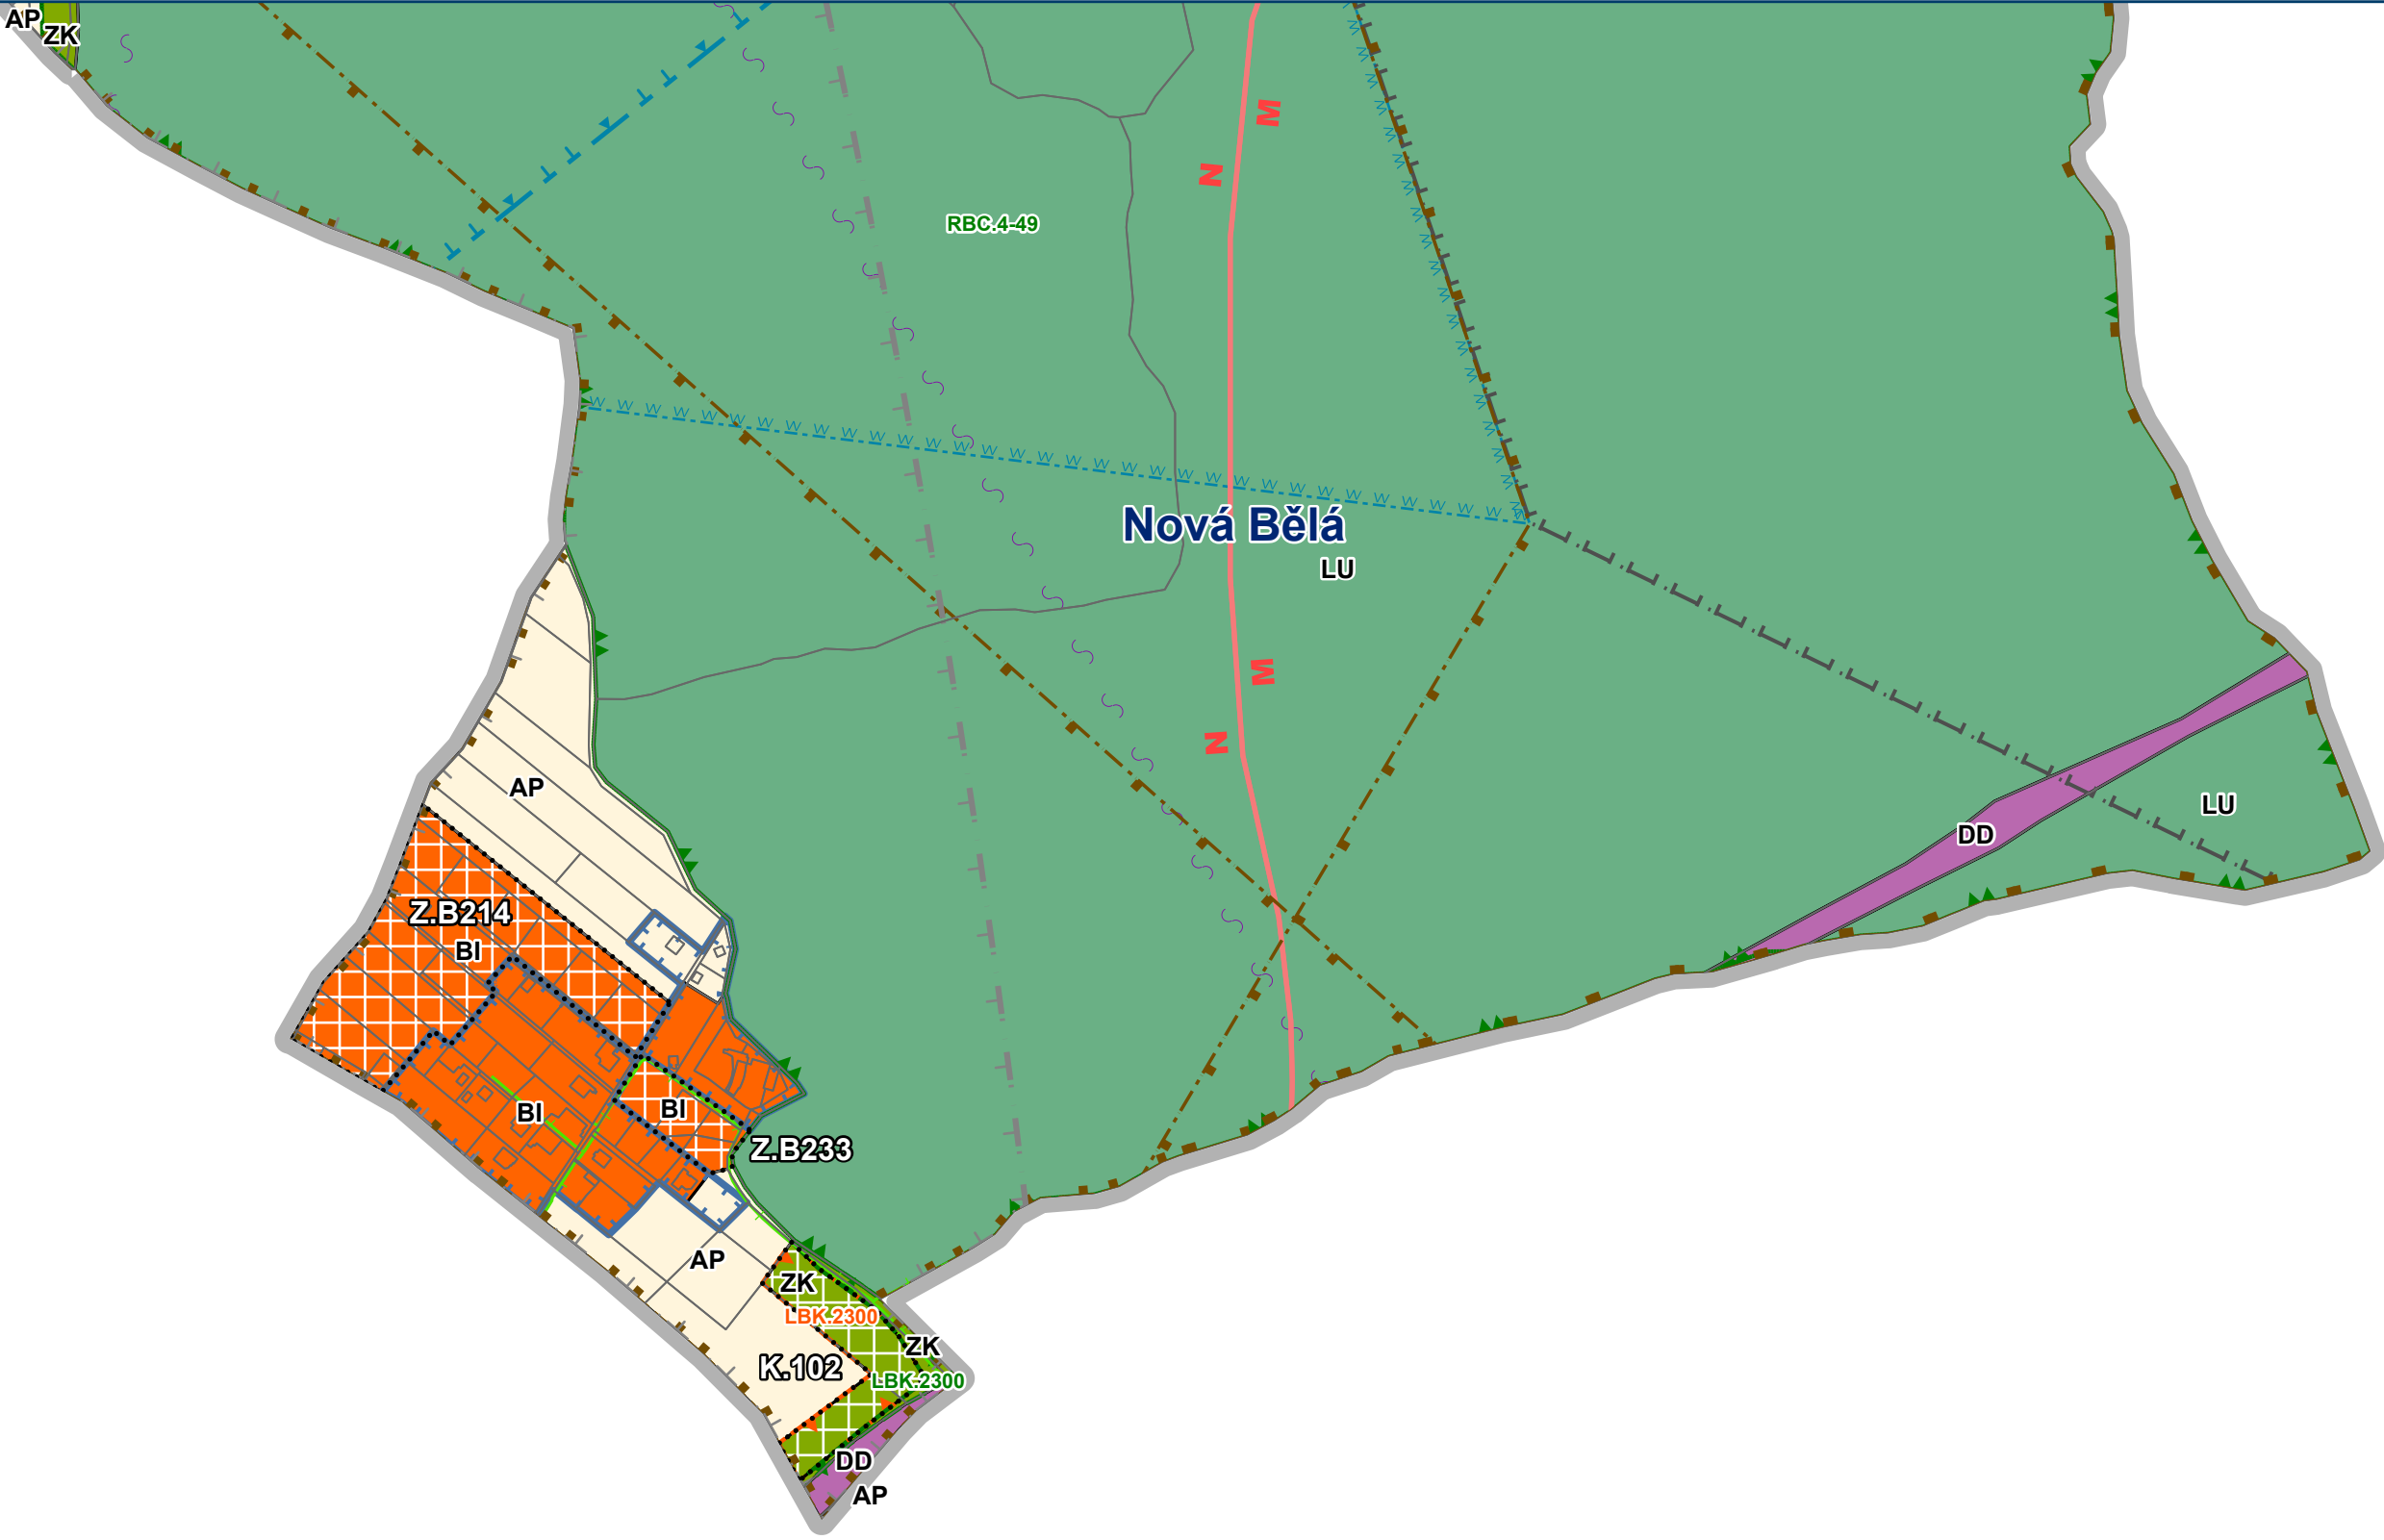 AP
ZK
M
N
RBC.4-49
Nová Bělá
LU
M
N
AP
LU
DD
Z.B214
BI
BI
BI
Z.B233
AP
ZK
LBK.2300
ZK
K.102
LBK.2300
DD
AP